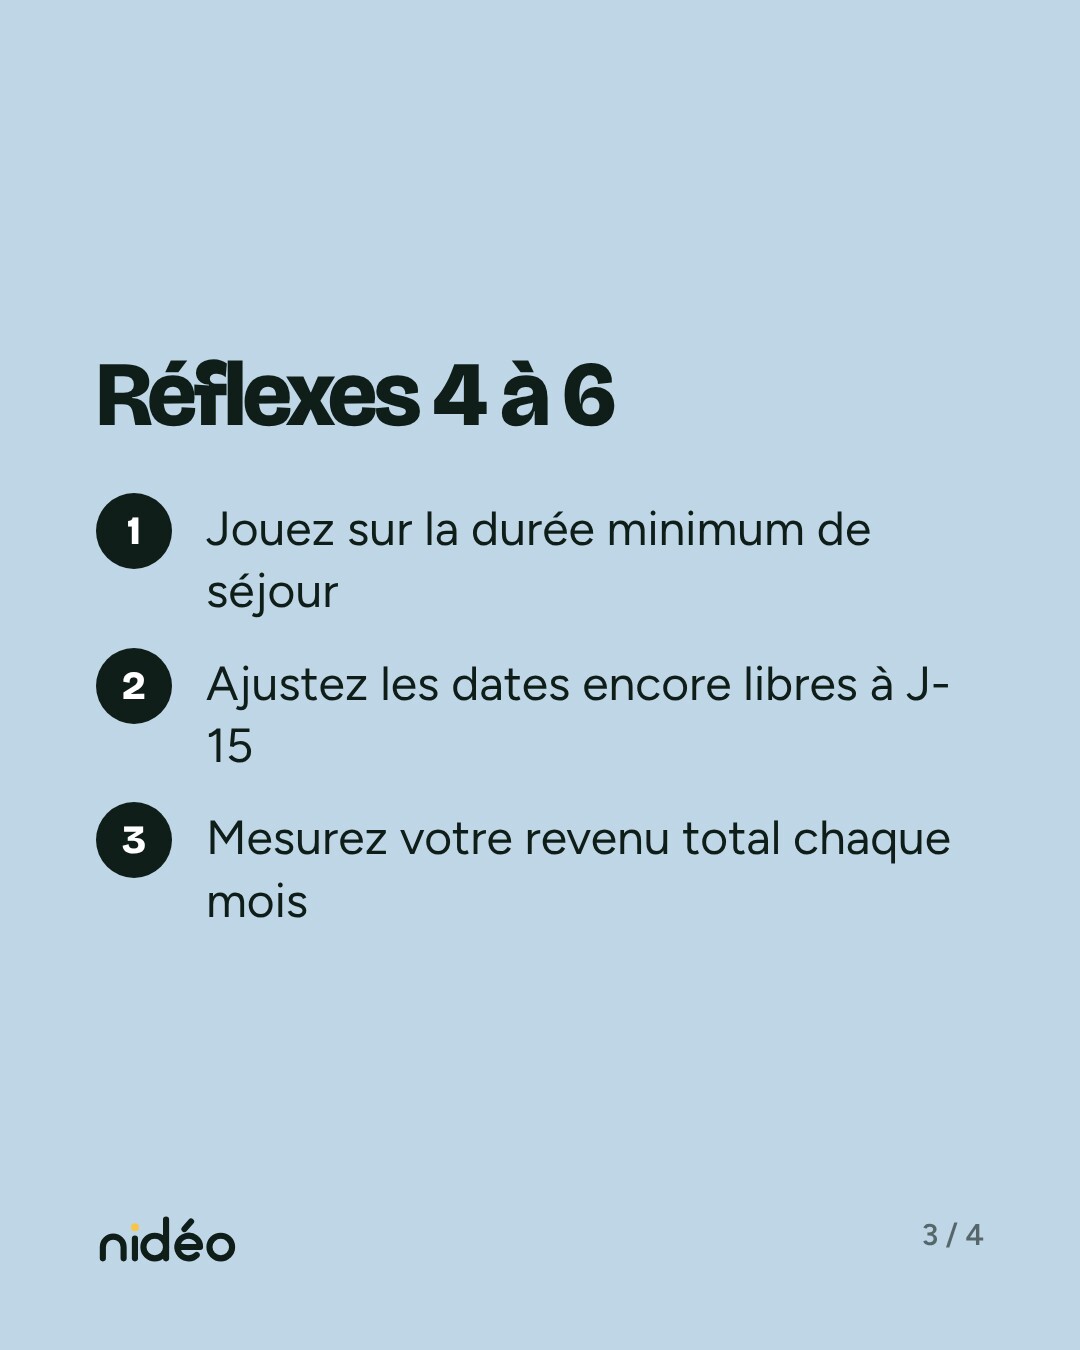 Réflexes 4 à 6
1 Jouez sur la durée minimum de
séjour
2 Ajustez les dates encore libres à J-
15
3 Mesurez votre revenu total chaque
mois
nidéo
3 / 4